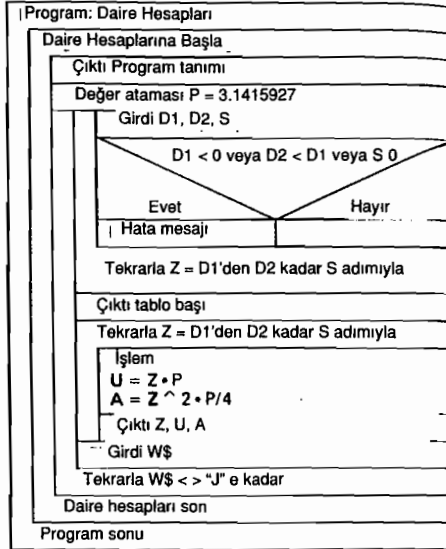 Program: Daire Hesapları
Daire Hesaplarına Başla
Çıktı Program tanımı
Değer ataması P = 3.1415927
Girdi D1, D2, S
D1 < 0 veya D2 < D1 veya S 0
Evet Hayır
Hata mesajı
Tekrarla Z = D1'den D2 kadar S adımıyla
Çıktı tablo başı
Tekrarla Z = D1'den D2 kadar S adımıyla
İşlem
U = Z • P
A = Z ^ 2 • P/4
Çıktı Z, U, A
Girdi W$
Tekrarla W$ < > "J" e kadar
Daire hesapları son
Program sonu